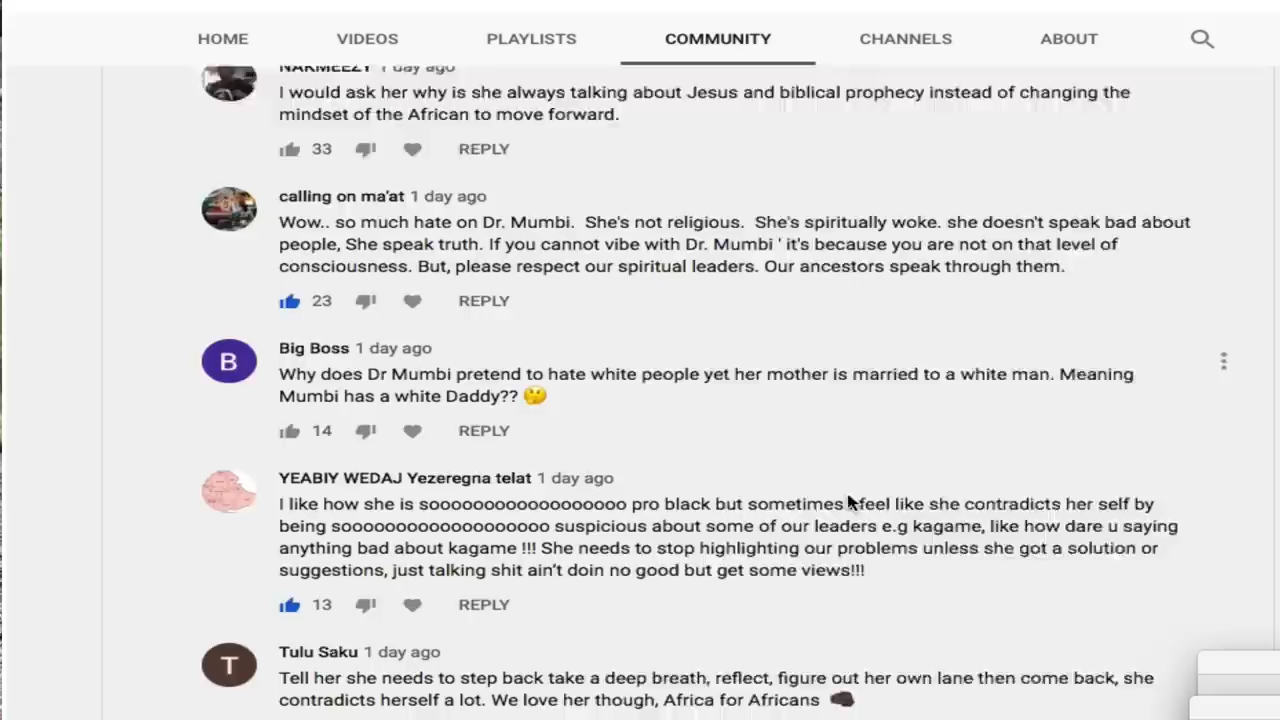 HOME VIDEOS PLAYLISTS COMMUNITY CHANNELS ABOUT
NAKMEEZY 1 day ago
I would ask her why is she always talking about Jesus and biblical prophecy instead of changing the
mindset of the African to move forward.
33 REPLY
calling on ma'at 1 day ago
Wow.. so much hate on Dr. Mumbi. She's not religious. She's spiritually woke. she doesn't speak bad about
people, She speak truth. If you cannot vibe with Dr. Mumbi ' it's because you are not on that level of
consciousness. But, please respect our spiritual leaders. Our ancestors speak through them.
23 REPLY
B
Big Boss 1 day ago
Why does Dr Mumbi pretend to hate white people yet her mother is married to a white man. Meaning
Mumbi has a white Daddy?? 🤔
14 REPLY
YEABIY WEDAJ Yezeregna telat 1 day ago
I like how she is soooooooooooooooooo pro black but sometimes feel like she contradicts her self by
being soooooooooooooooooo suspicious about some of our leaders e.g kagame, like how dare u saying
anything bad about kagame !!! She needs to stop highlighting our problems unless she got a solution or
suggestions, just talking shit ain't doin no good but get some views!!!
13 REPLY
T
Tulu Saku 1 day ago
Tell her she needs to step back take a deep breath, reflect, figure out her own lane then come back, she
contradicts herself a lot. We love her though, Africa for Africans